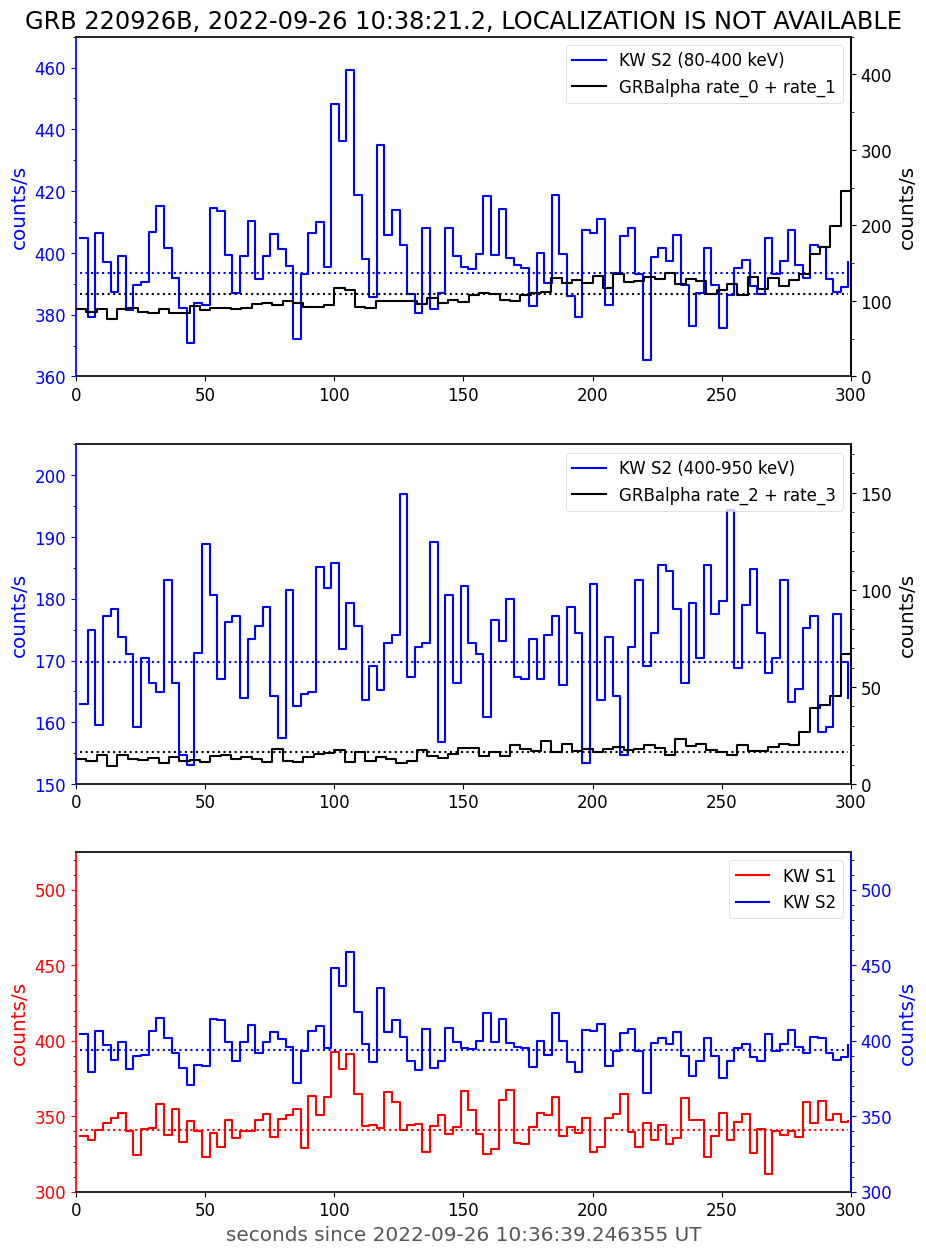 GRB 220926B, 2022-09-26 10:38:21.2, LOCALIZATION IS NOT AVAILABLE
KW S2 (80-400 keV)
GRBalpha rate_0 + rate_1
counts/s
counts/s
460
440
420
400
380
360
400
300
200
100
0
0 50 100 150 200 250 300
KW S2 (400-950 keV)
GRBalpha rate_2 + rate_3
counts/s
counts/s
200
190
180
170
160
150
150
100
50
0
0 50 100 150 200 250 300
KW S1
KW S2
counts/s
counts/s
500
450
400
350
300
500
450
400
350
300
0 50 100 150 200 250 300
seconds since 2022-09-26 10:36:39.246355 UT